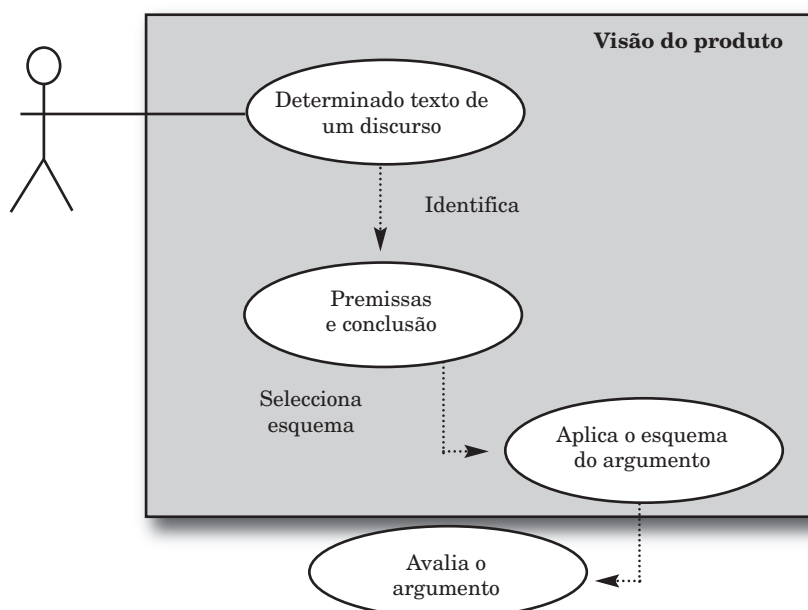 Visão do produto
Determinado texto de
um discurso
Identifica
Premissas
e conclusão
Selecciona
esquema
Aplica o esquema
do argumento
Avalia o
argumento